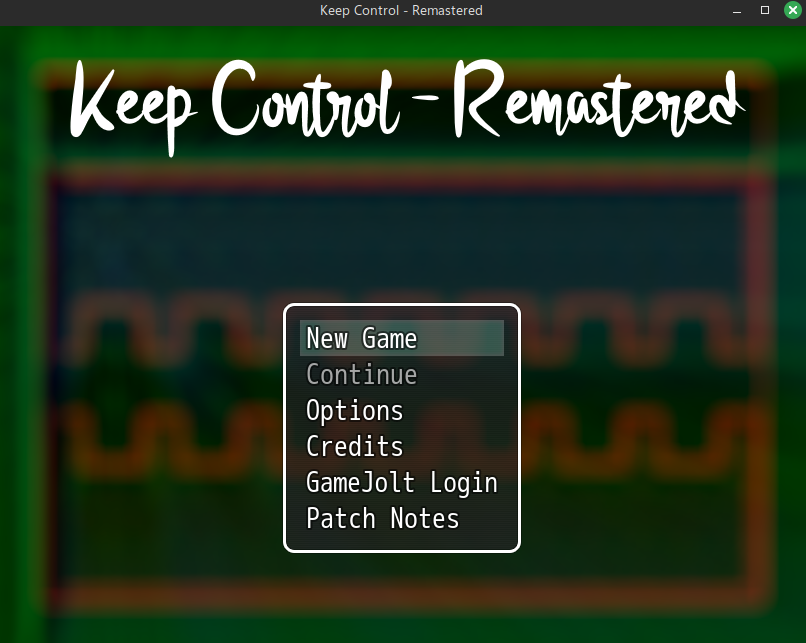 Keep Control - Remastered
Keep Control - Remastered
New Game
Continue
Options
Credits
GameJolt Login
Patch Notes